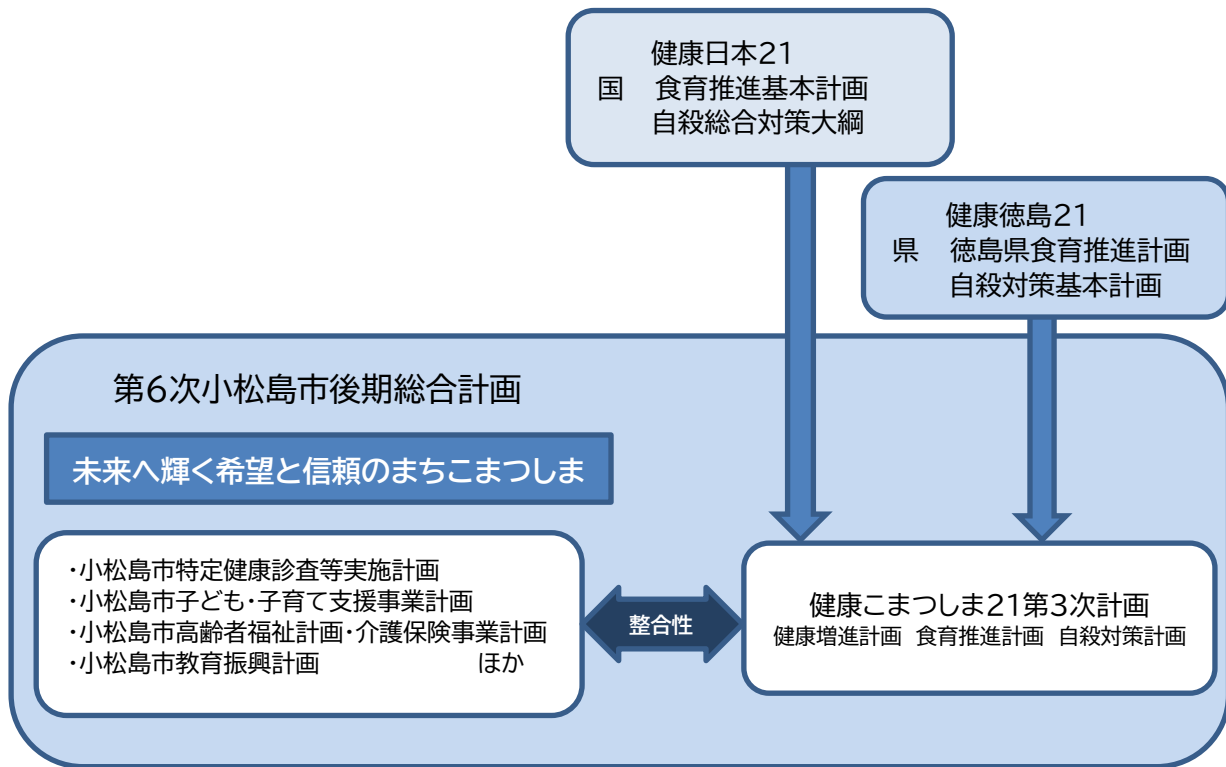 健康日本21
国 食育推進基本計画
自殺総合対策大綱
健康徳島21
県 徳島県食育推進計画
自殺対策基本計画
第6次小松島市後期総合計画
未来へ輝く希望と信頼のまちこまつしま
・小松島市特定健康診査等実施計画
・小松島市子ども・子育て支援事業計画
・小松島市高齢者福祉計画・介護保険事業計画
・小松島市教育振興計画 ほか
整合性
健康こまつしま21第3次計画
健康増進計画 食育推進計画 自殺対策計画